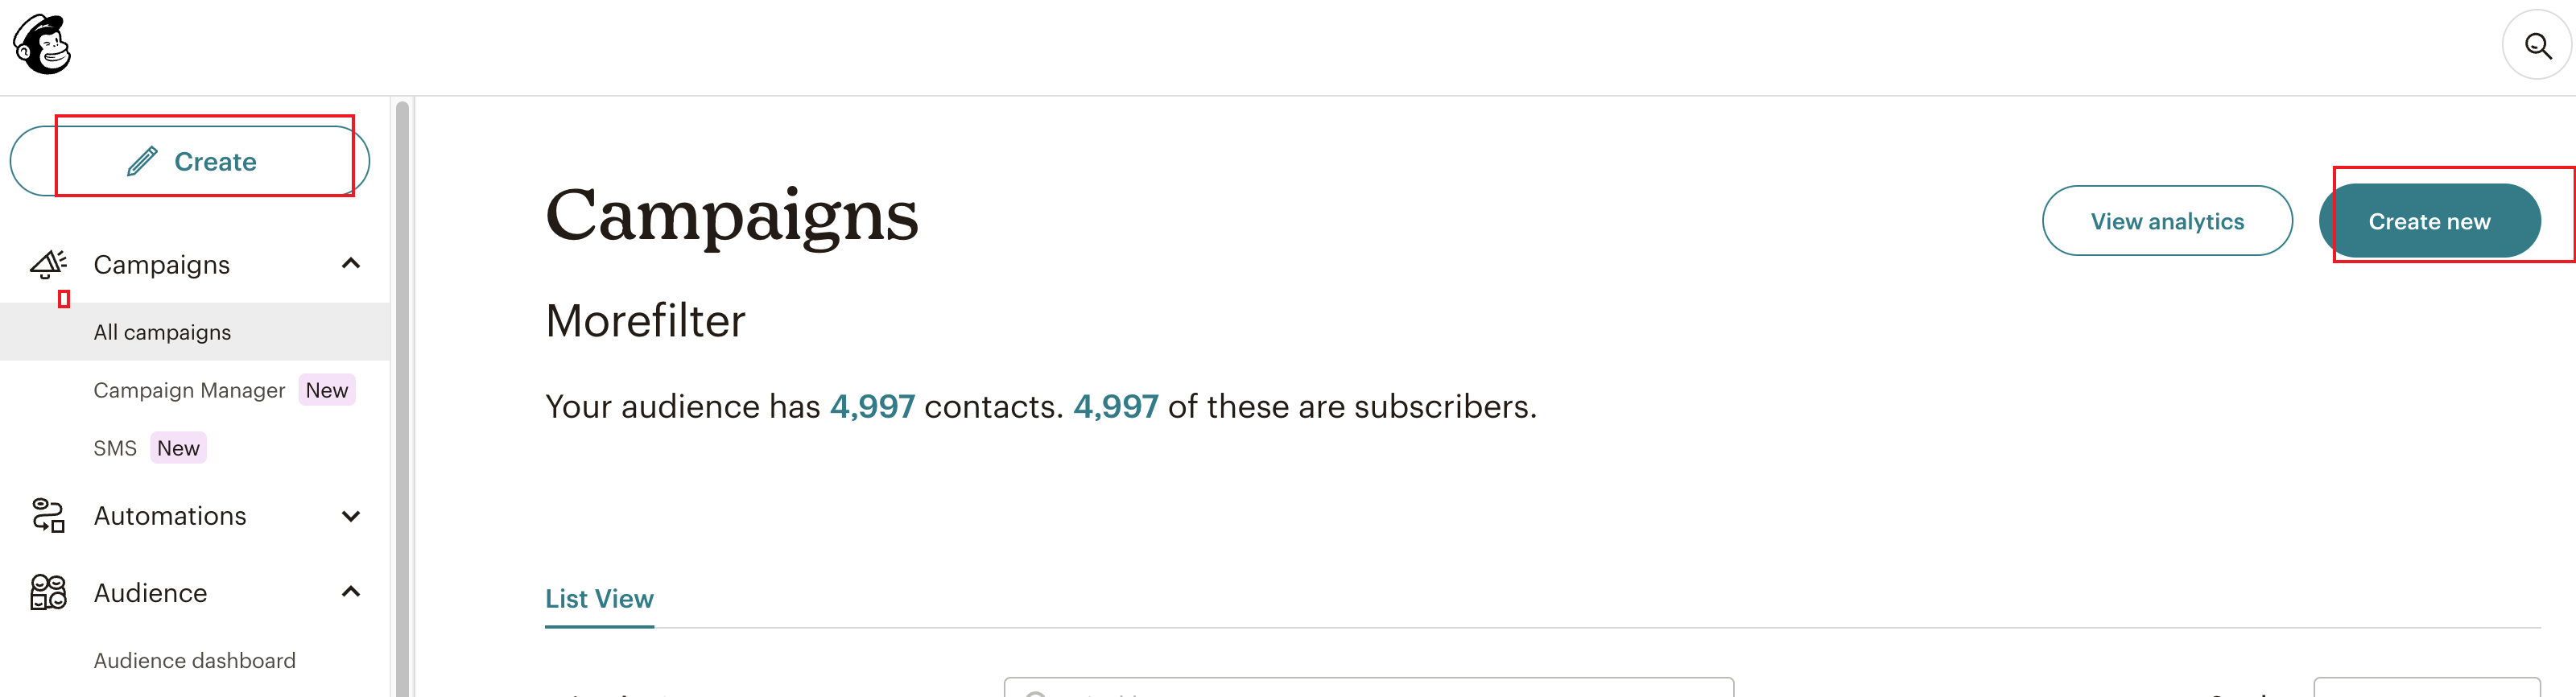 Create
Campaigns
All campaigns
Campaign Manager New
SMS New
Automations
Audience
Audience dashboard
Campaigns
View analytics
Create new
Morefilter
Your audience has 4,997 contacts. 4,997 of these are subscribers.
List View